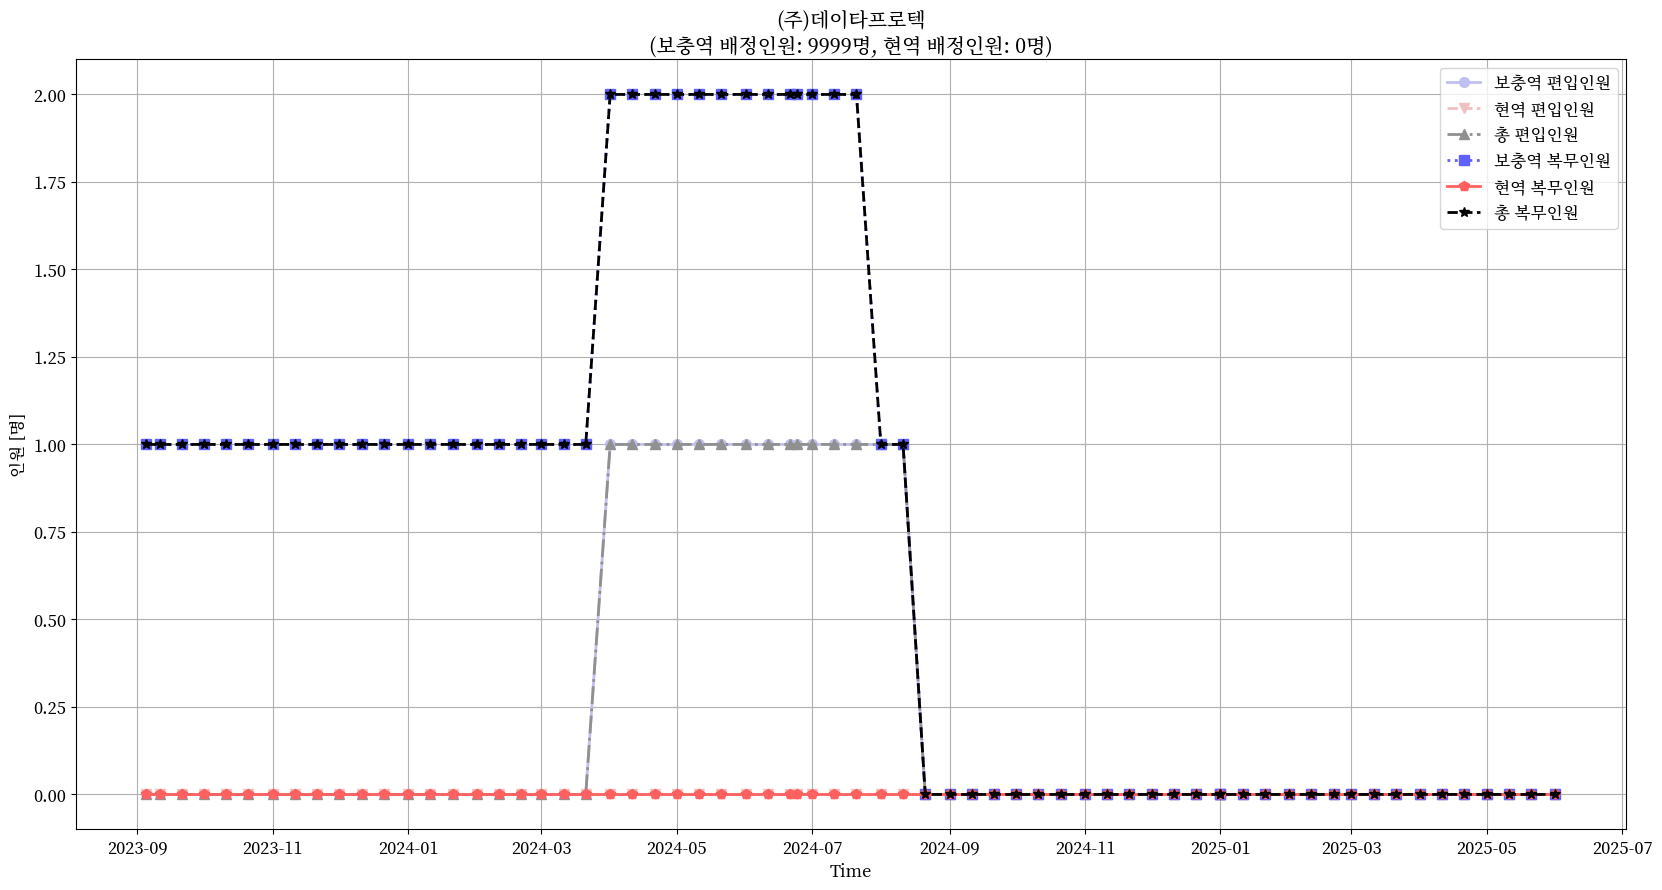 (주)데이타프로텍
(보충역 배정인원: 9999명, 현역 배정인원: 0명)
보충역 편입인원
현역 편입인원
총 편입인원
보충역 복무인원
현역 복무인원
총 복무인원
인원 [명]
2.00
1.75
1.50
1.25
1.00
0.75
0.50
0.25
0.00
2023-09
2023-11
2024-01
2024-03
2024-05
2024-07
2024-09
2024-11
2025-01
2025-03
2025-05
2025-07
Time